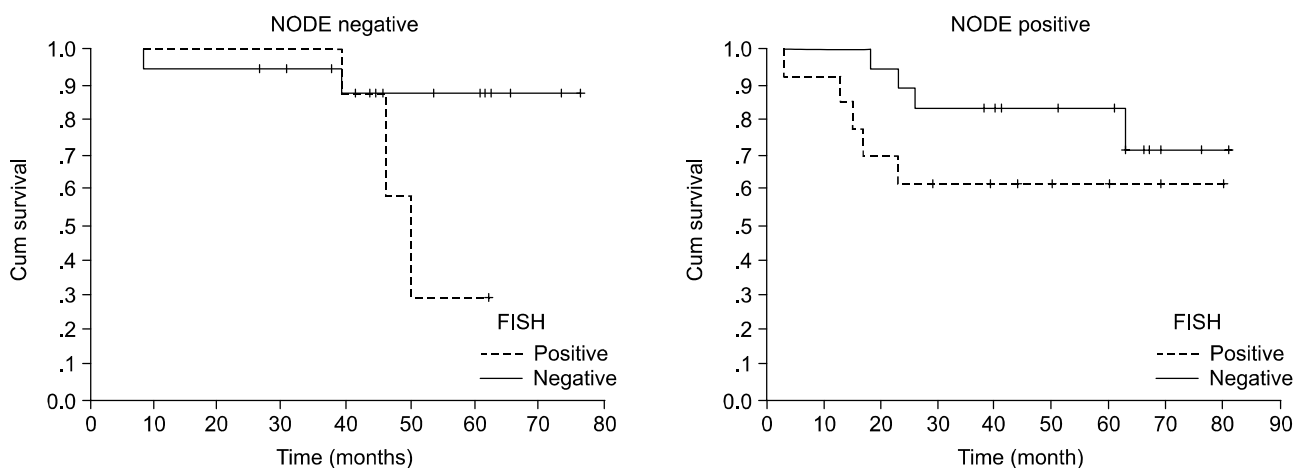 NODE negative
1.0
.9
.8
.7
.6
.5
.4
.3
.2
.1
0.0
Cum survival
FISH
Positive
Negative
0 10 20 30 40 50 60 70 80
Time (months)
NODE positive
1.0
.9
.8
.7
.6
.5
.4
.3
.2
.1
0.0
Cum survival
FISH
Positive
Negative
0 10 20 30 40 50 60 70 80 90
Time (month)